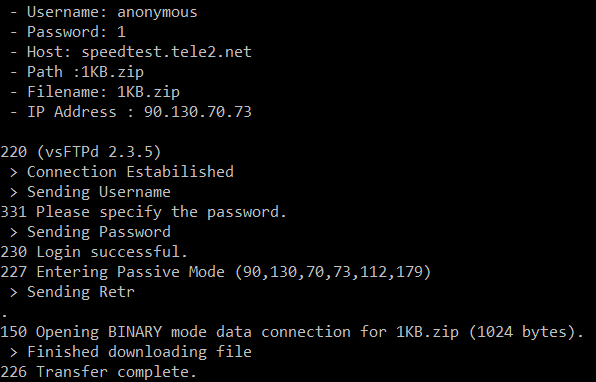 - Username: anonymous
- Password: 1
- Host: speedtest.tele2.net
- Path :1KB.zip
- Filename: 1KB.zip
- IP Address : 90.130.70.73
220 (vsFTPd 2.3.5)
> Connection Estabilished
> Sending Username
331 Please specify the password.
> Sending Password
230 Login successful.
227 Entering Passive Mode (90,130,70,73,112,179)
> Sending Retr
.
150 Opening BINARY mode data connection for 1KB.zip (1024 bytes).
> Finished downloading file
226 Transfer complete.